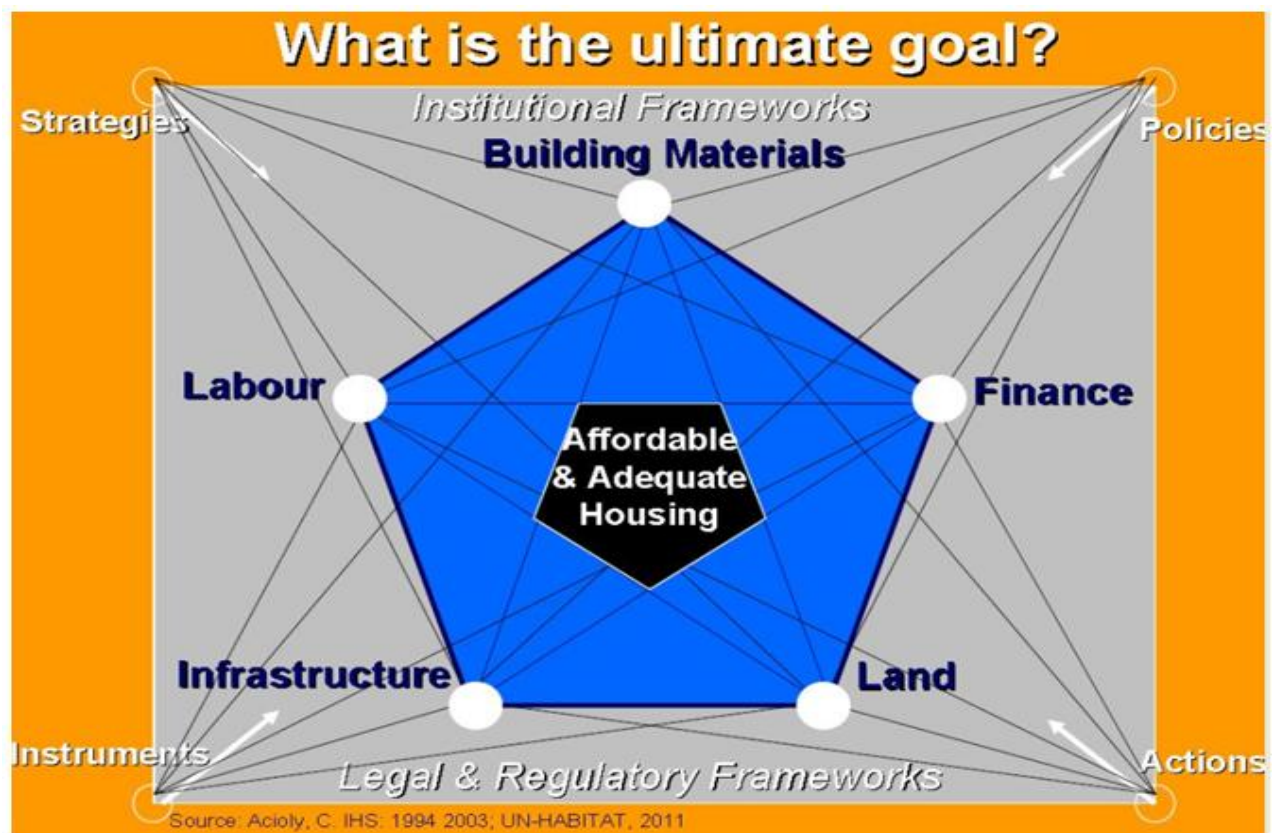 What is the ultimate goal?
Institutional Frameworks
Strategies
Policies
Building Materials
Labour
Finance
Affordable
& Adequate
Housing
Infrastructure
Land
Instruments
Actions
Legal & Regulatory Frameworks
Source: Acioly, C. IHS: 1994 2003; UN-HABITAT, 2011